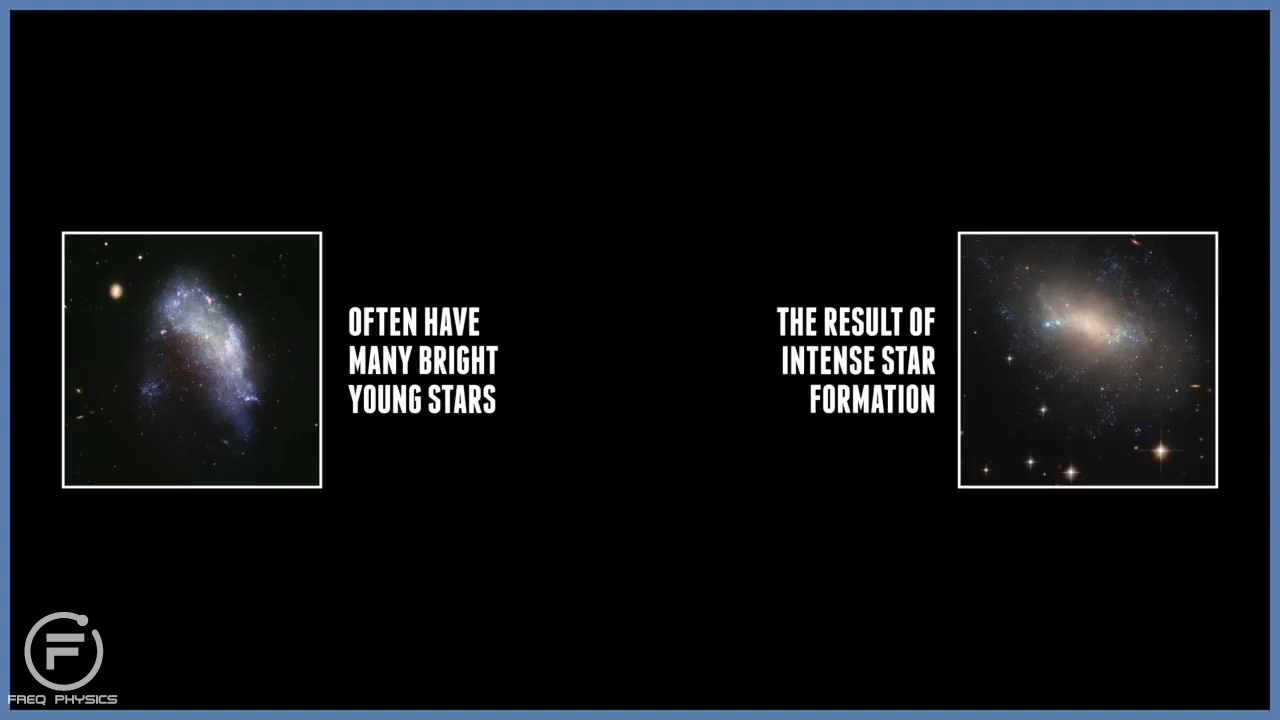 OFTEN HAVE
MANY BRIGHT
YOUNG STARS
THE RESULT OF
INTENSE STAR
FORMATION
F
FREQ PHYSICS